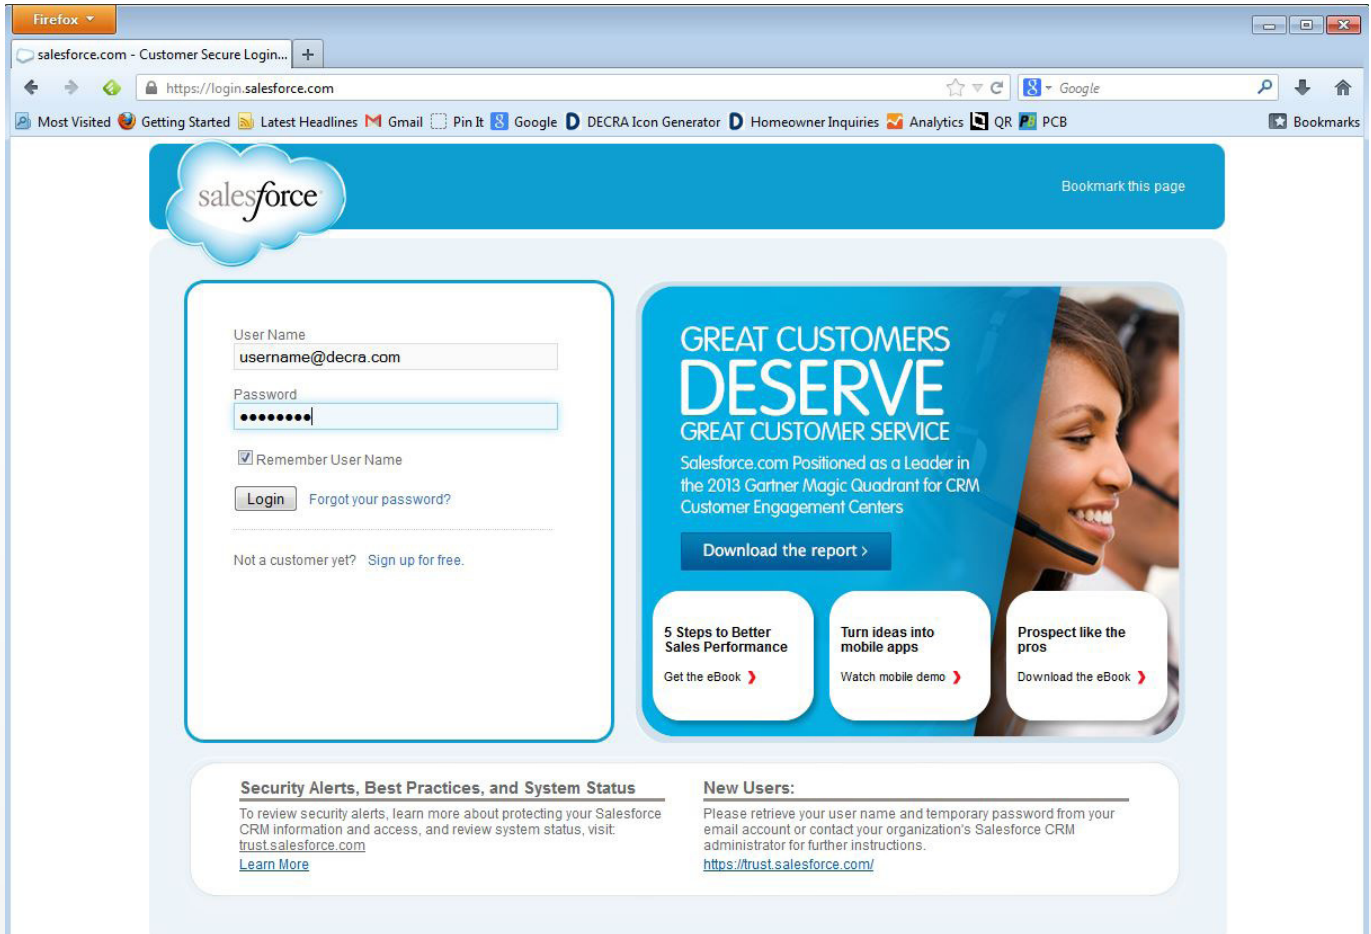 Firefox
salesforce.com - Customer Secure Login...
https://login.salesforce.com
Google
Most Visited Getting Started Latest Headlines Gmail Pin It Google DECRA Icon Generator Homeowner Inquiries Analytics QR PCB Bookmarks
salesforce
Bookmark this page
User Name
username@decra.com
Password
••••••••
Remember User Name
Login Forgot your password?
Not a customer yet? Sign up for free.
GREAT CUSTOMERS
DESERVE
GREAT CUSTOMER SERVICE
Salesforce.com Positioned as a Leader in
the 2013 Gartner Magic Quadrant for CRM
Customer Engagement Centers
Download the report >
5 Steps to Better
Sales Performance
Get the eBook
Turn ideas into
mobile apps
Watch mobile demo
Prospect like the
pros
Download the eBook
Security Alerts, Best Practices, and System Status
To review security alerts, learn more about protecting your Salesforce
CRM information and access, and review system status, visit:
trust.salesforce.com
Learn More
New Users:
Please retrieve your user name and temporary password from your
email account or contact your organization's Salesforce CRM
administrator for further instructions.
https://trust.salesforce.com/